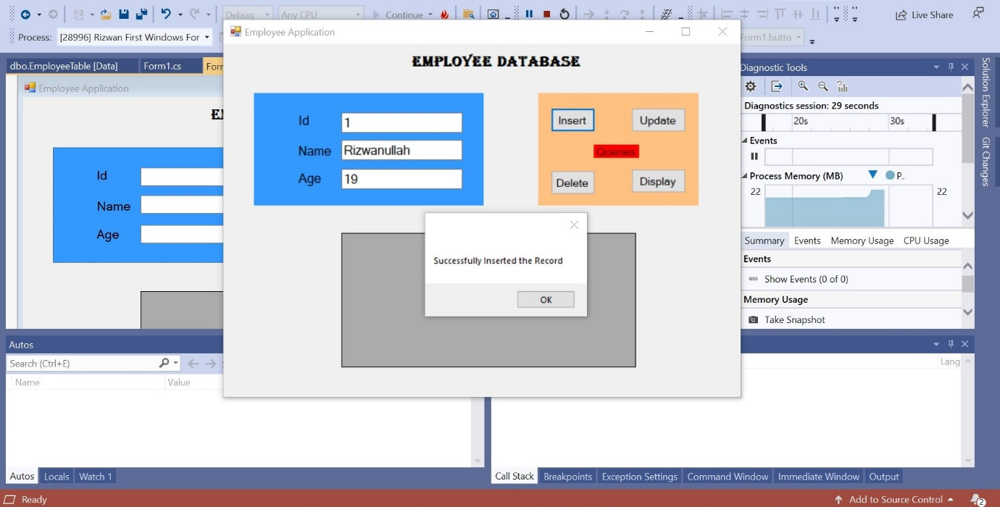 Debug
Any CPU
Continue
Live Share
Process: [28996] Rizwan First Windows For
Form1.butto
Employee Application
EMPLOYEE DATABASE
dbo.EmployeeTable [Data]
Form1.cs
Form
Employee Application
EM
Id
Name
Age
Id 1
Name Rizwanullah
Age 19
Insert
Update
Queries
Delete
Display
Successfully Inserted the Record
OK
Diagnostic Tools
Diagnostics session: 29 seconds
20s 30s
Events
Process Memory (MB) P..
22 22
Summary Events Memory Usage CPU Usage
Events
Show Events (0 of 0)
Memory Usage
Take Snapshot
Solution Explorer
Git Changes
Autos
Search (Ctrl+E)
Name Value
Lang
Autos Locals Watch 1
Call Stack Breakpoints Exception Settings Command Window Immediate Window Output
Ready
Add to Source Control
2